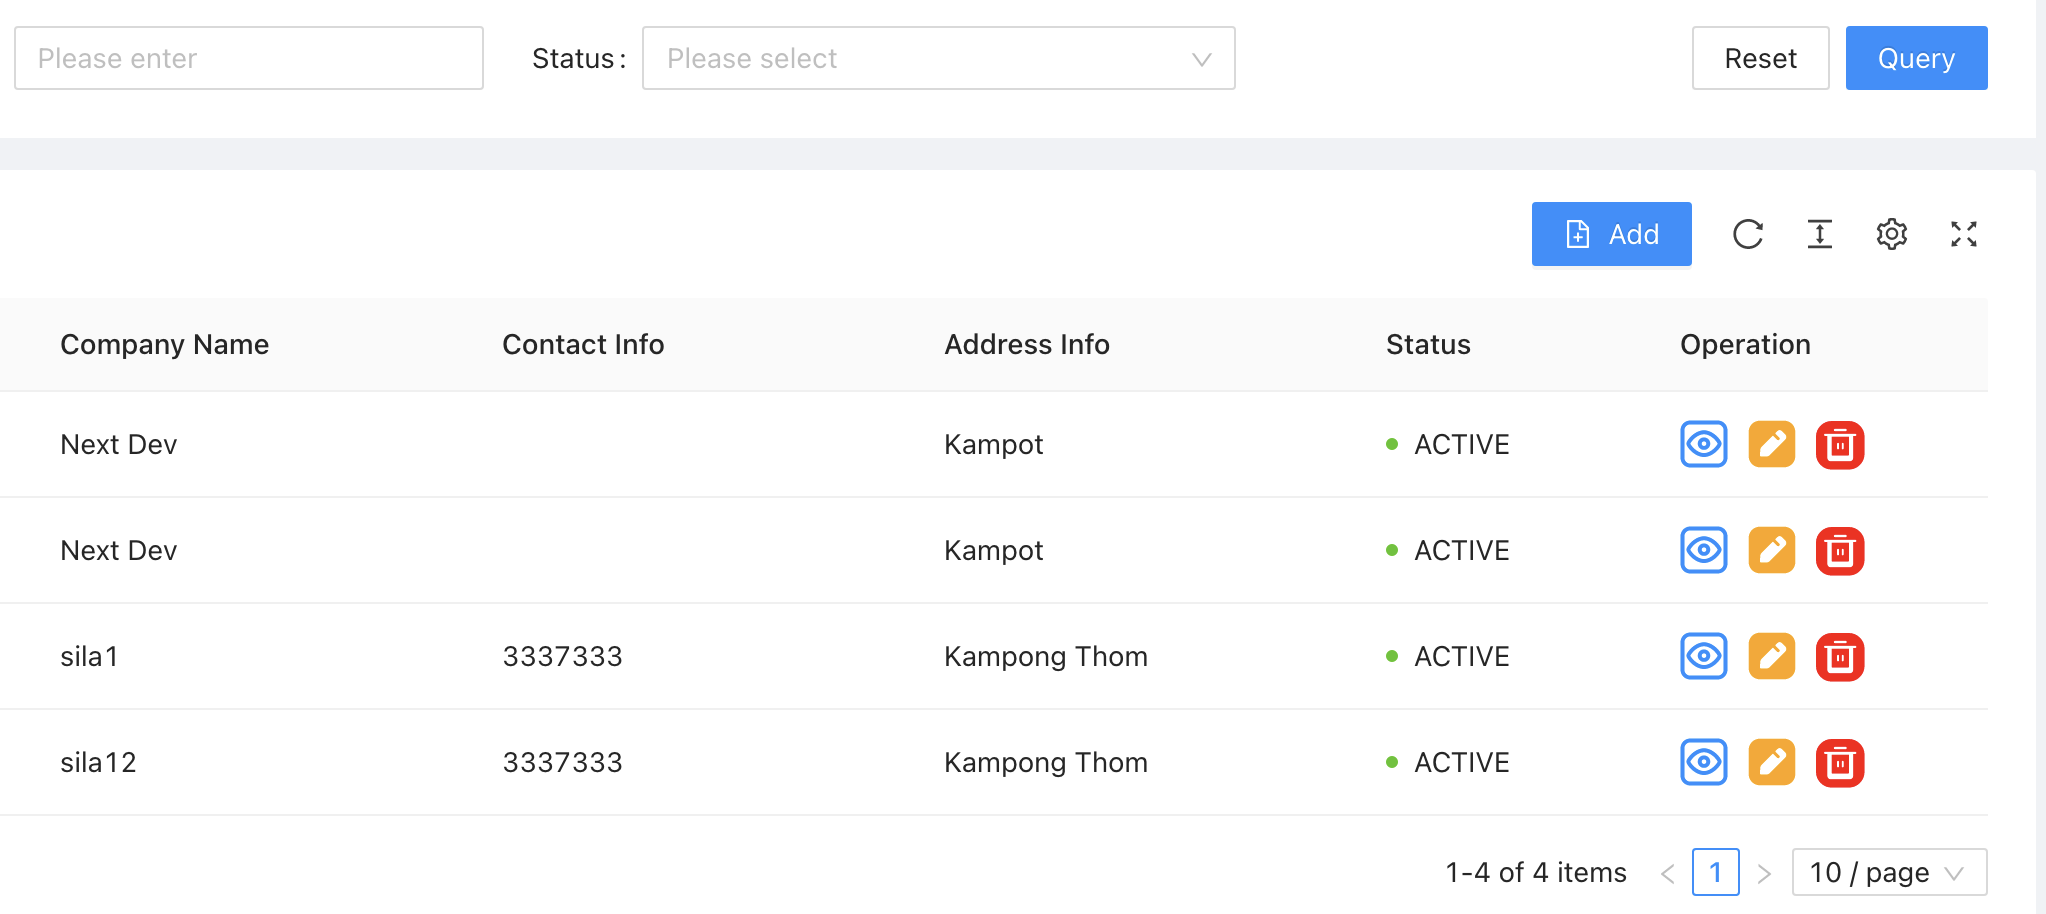 Please enter Status : Please select Reset Query
Add
Company Name Contact Info Address Info Status Operation
Next Dev Kampot ACTIVE
Next Dev Kampot ACTIVE
sila1 3337333 Kampong Thom ACTIVE
sila12 3337333 Kampong Thom ACTIVE
1-4 of 4 items < 1 > 10 / page